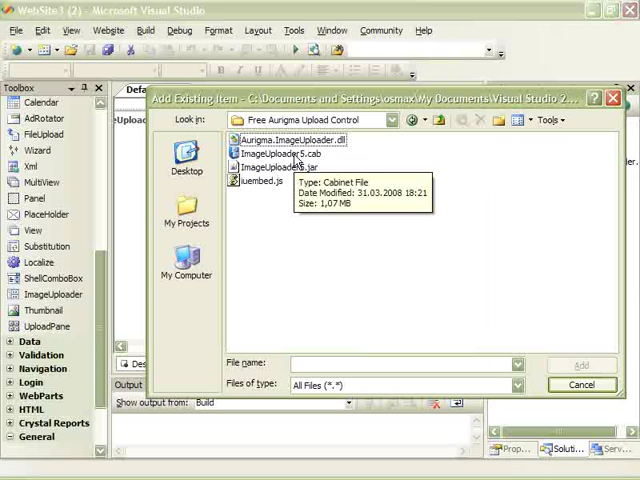 WebSite3 (2) - Microsoft Visual Studio
File Edit View Website Build Debug Format Layout Tools Window Community Help
Toolbox
Calendar
AdRotator
FileUpload
Wizard
Xml
MultiView
Panel
PlaceHolder
View
Substitution
Localize
ShellComboBox
ImageUploader
Thumbnail
UploadPane
Data
Validation
Navigation
Login
WebParts
HTML
Crystal Reports
General
Add Existing Item - C:\Documents and Settings\osmax\My Documents\Visual Studio 2....
Look in: Free Aurigma Upload Control
Tools
Desktop
My Projects
My Computer
Aurigma.ImageUploader.dll
ImageUploader5.cab
iuembed.js
Type: Cabinet File
Date Modified: 31.03.2008 18:21
Size: 1,07 MB
File name:
Add
Files of type: All Files (*.*)
Cancel
Output
Show output from: Build
Prop... Soluti... Serv...